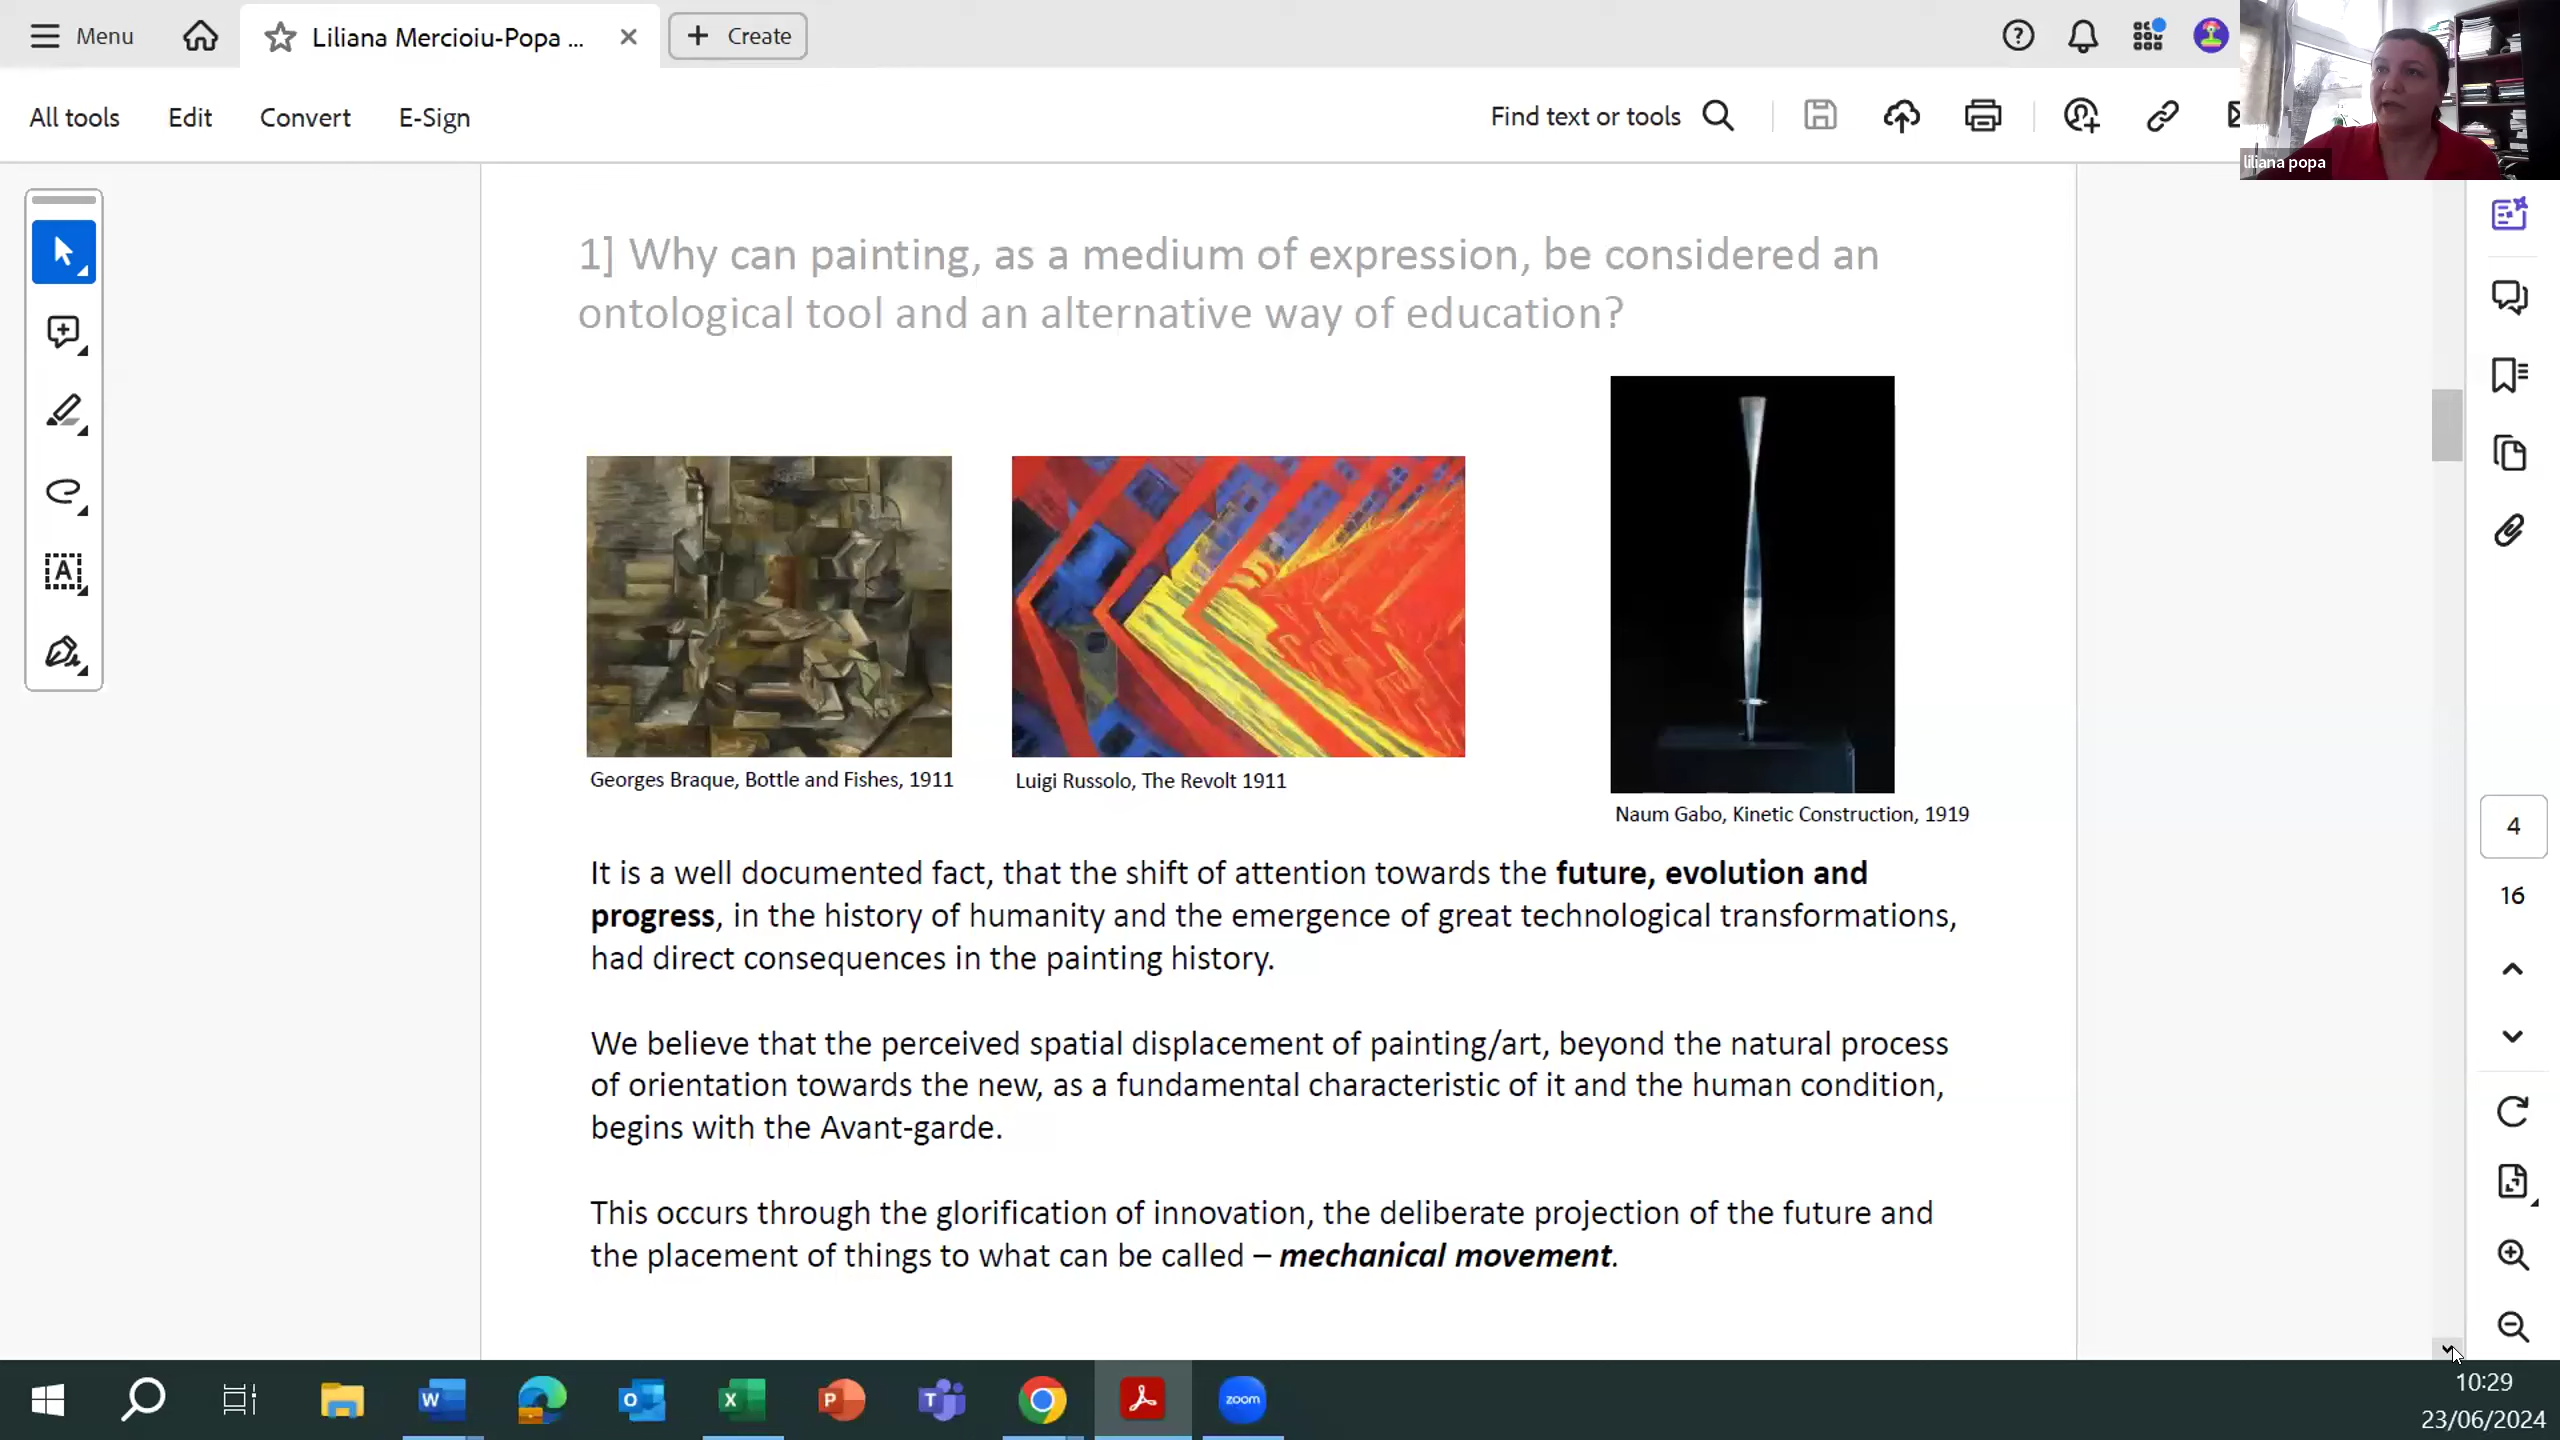 Menu
Liliana Mercioiu-Popa ...
Create
All tools
Edit
Convert
E-Sign
Find text or tools
liliana popa
1] Why can painting, as a medium of expression, be considered an
ontological tool and an alternative way of education?
Georges Braque, Bottle and Fishes, 1911
Luigi Russolo, The Revolt 1911
Naum Gabo, Kinetic Construction, 1919
It is a well documented fact, that the shift of attention towards the future, evolution and
progress, in the history of humanity and the emergence of great technological transformations,
had direct consequences in the painting history.
We believe that the perceived spatial displacement of painting/art, beyond the natural process
of orientation towards the new, as a fundamental characteristic of it and the human condition,
begins with the Avant-garde.
This occurs through the glorification of innovation, the deliberate projection of the future and
the placement of things to what can be called – mechanical movement.
4
16
zoom
10:29
23/06/2024